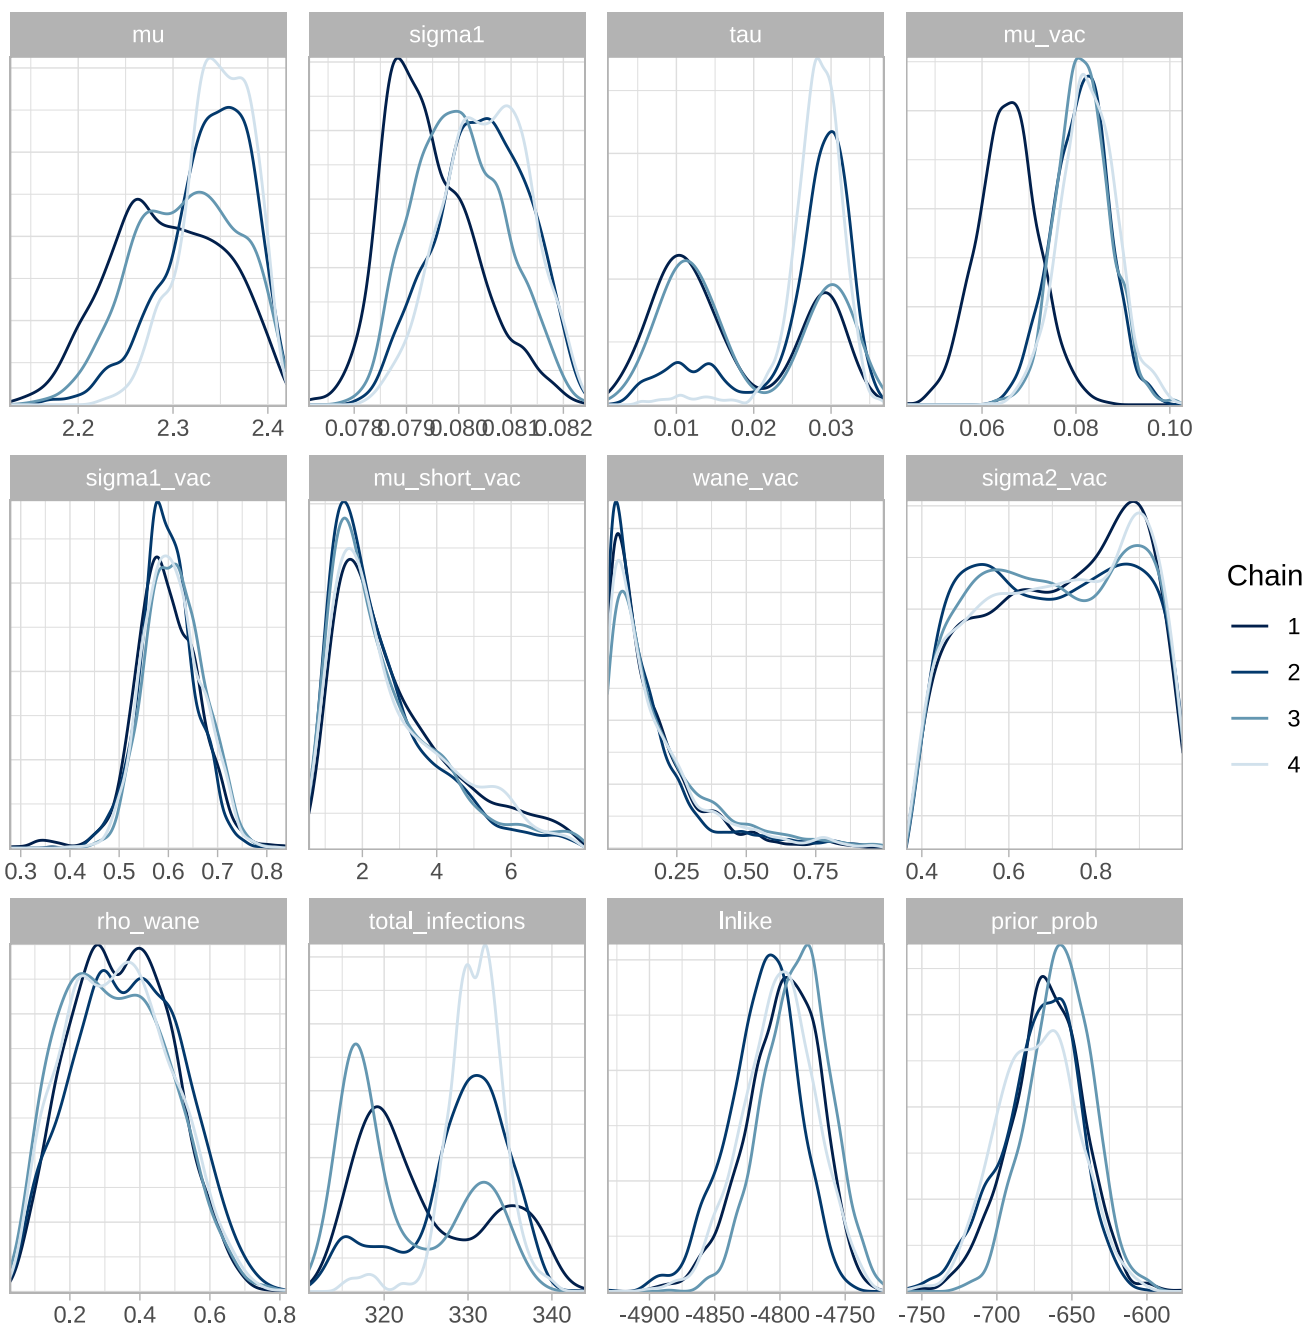 mu sigma1 tau mu_vac
2.2 2.3 2.4 0.078 0.079 0.080 0.081 0.082 0.01 0.02 0.03 0.06 0.08 0.10
sigma1_vac mu_short_vac wane_vac sigma2_vac
Chain
1
2
3
4
0.3 0.4 0.5 0.6 0.7 0.8 2 4 6 0.25 0.50 0.75 0.4 0.6 0.8
rho_wane total_infections lnlike prior_prob
0.2 0.4 0.6 0.8 320 330 340 -4900 -4850 -4800 -4750 -750 -700 -650 -600